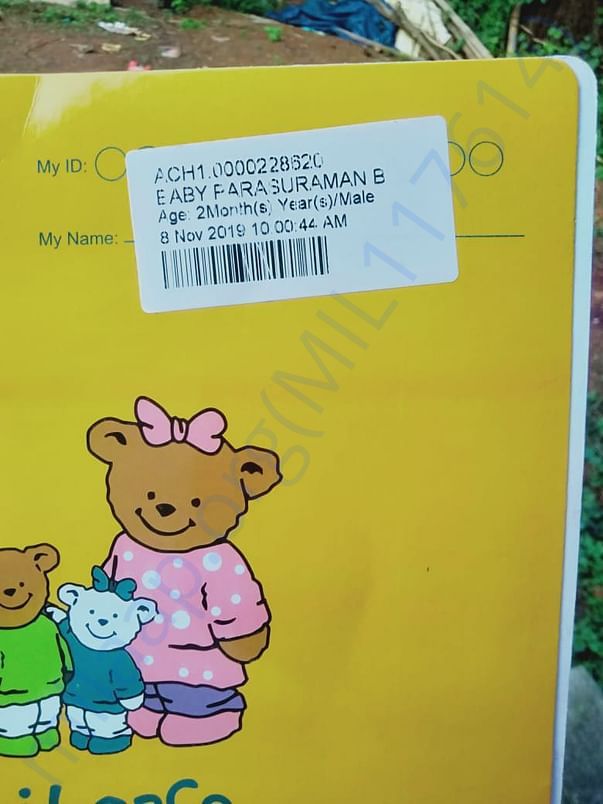 My ID:
ACH1.0000228620
BABY PARASURAMAN B
Age: 2Month(s) Year(s)/Male
8 Nov 2019 10:00:44 AM
My Name:
(MIL1117614